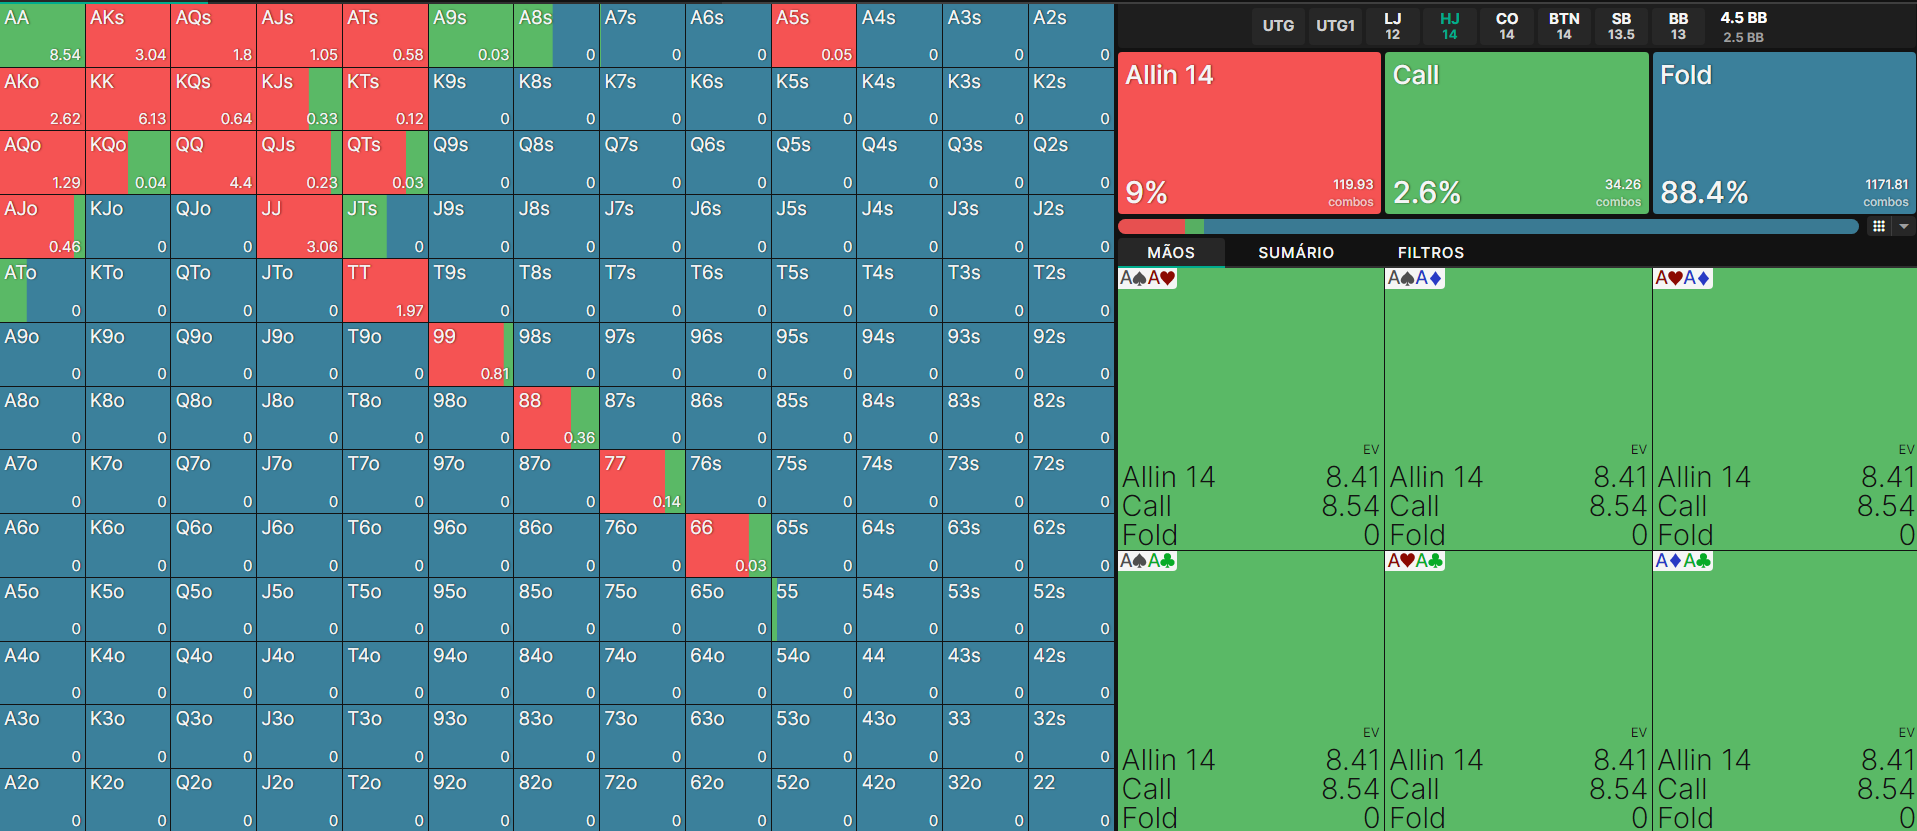 AA AKs AQs AJs ATs A9s A8s A7s A6s A5s A4s A3s A2s
8.54 3.04 1.8 1.05 0.58 0.03 0 0 0 0.05 0 0 0
AKo KK KQs KJs KTs K9s K8s K7s K6s K5s K4s K3s K2s
2.62 6.13 0.64 0.33 0.12 0 0 0 0 0 0 0 0
AQo KQo QQ QJs QTs Q9s Q8s Q7s Q6s Q5s Q4s Q3s Q2s
1.29 0.04 4.4 0.23 0.03 0 0 0 0 0 0 0 0
AJo KJo QJo JJ JTs J9s J8s J7s J6s J5s J4s J3s J2s
0.46 0 0 3.06 0 0 0 0 0 0 0 0 0
ATo KTo QTo JTo TT T9s T8s T7s T6s T5s T4s T3s T2s
0 0 0 0 1.97 0 0 0 0 0 0 0 0
A9o K9o Q9o J9o T9o 99 98s 97s 96s 95s 94s 93s 92s
0 0 0 0 0 0.81 0 0 0 0 0 0 0
A8o K8o Q8o J8o T8o 98o 88 87s 86s 85s 84s 83s 82s
0 0 0 0 0 0 0.36 0 0 0 0 0 0
A7o K7o Q7o J7o T7o 97o 87o 77 76s 75s 74s 73s 72s
0 0 0 0 0 0 0 0.14 0 0 0 0 0
A6o K6o Q6o J6o T6o 96o 86o 76o 66 65s 64s 63s 62s
0 0 0 0 0 0 0 0 0.03 0 0 0 0
A5o K5o Q5o J5o T5o 95o 85o 75o 65o 55 54s 53s 52s
0 0 0 0 0 0 0 0 0 0 0 0 0
A4o K4o Q4o J4o T4o 94o 84o 74o 64o 54o 44 43s 42s
0 0 0 0 0 0 0 0 0 0 0 0 0
A3o K3o Q3o J3o T3o 93o 83o 73o 63o 53o 43o 33 32s
0 0 0 0 0 0 0 0 0 0 0 0 0
A2o K2o Q2o J2o T2o 92o 82o 72o 62o 52o 42o 32o 22
0 0 0 0 0 0 0 0 0 0 0 0 0
UTG UTG1 LJ HJ CO BTN SB BB 4.5 BB
12 14 14 14 13.5 13 2.5 BB
Allin 14 Call Fold
119.93 34.26 1171.81
9% combos 2.6% combos 88.4% combos
MÃOS SUMÁRIO FILTROS
A♠A♥ A♠A♦ A♥A♦
EV EV EV
Allin 14 8.41 Allin 14 8.41 Allin 14 8.41
Call 8.54 Call 8.54 Call 8.54
Fold 0 Fold 0 Fold 0
A♠A♣ A♥A♣ A♦A♣
EV EV EV
Allin 14 8.41 Allin 14 8.41 Allin 14 8.41
Call 8.54 Call 8.54 Call 8.54
Fold 0 Fold 0 Fold 0